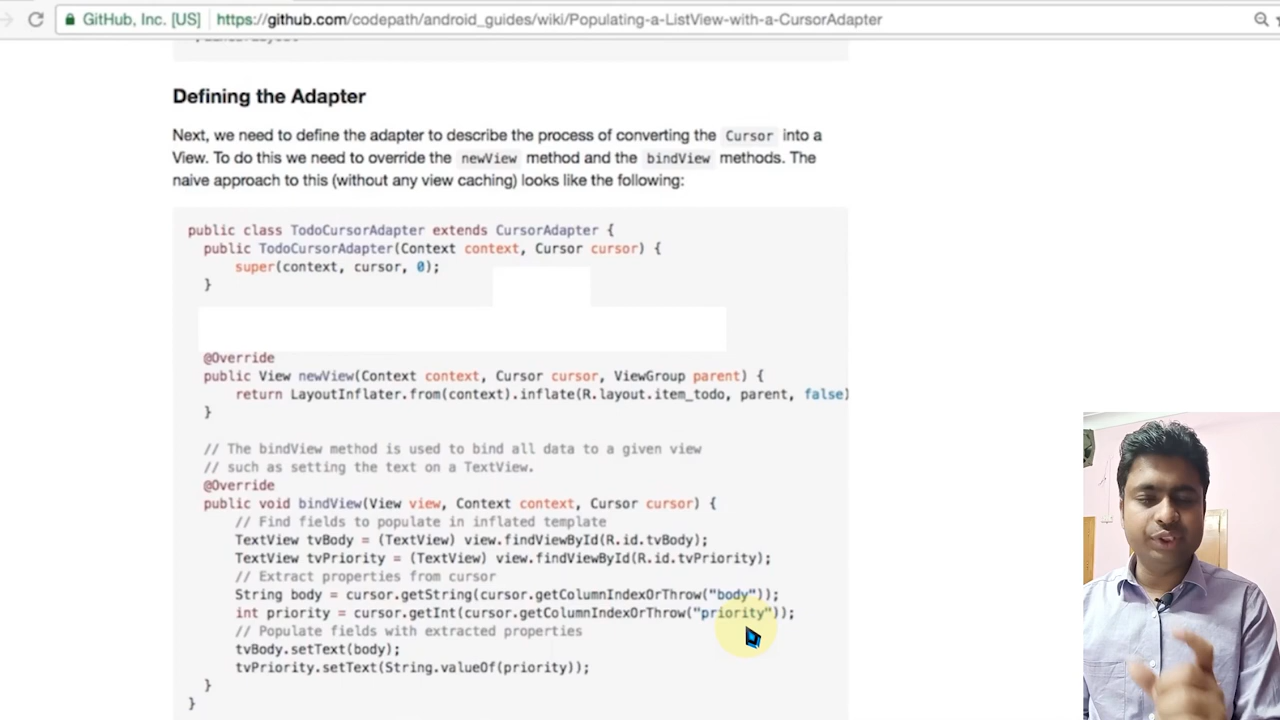 GitHub, Inc. [US] https://github.com/codepath/android_guides/wiki/Populating-a-ListView-with-a-CursorAdapter
Defining the Adapter
Next, we need to define the adapter to describe the process of converting the Cursor into a
View. To do this we need to override the newView method and the bindView methods. The
naive approach to this (without any view caching) looks like the following:
public class TodoCursorAdapter extends CursorAdapter {
public TodoCursorAdapter(Context context, Cursor cursor) {
super(context, cursor, 0);
}
@Override
public View newView(Context context, Cursor cursor, ViewGroup parent) {
return LayoutInflater.from(context).inflate(R.layout.item_todo, parent, false)
}
// The bindView method is used to bind all data to a given view
// such as setting the text on a TextView.
@Override
public void bindView(View view, Context context, Cursor cursor) {
// Find fields to populate in inflated template
TextView tvBody = (TextView) view.findViewById(R.id.tvBody);
TextView tvPriority = (TextView) view.findViewById(R.id.tvPriority);
// Extract properties from cursor
String body = cursor.getString(cursor.getColumnIndexOrThrow("body"));
int priority = cursor.getInt(cursor.getColumnIndexOrThrow("priority"));
// Populate fields with extracted properties
tvBody.setText(body);
tvPriority.setText(String.valueOf(priority));
}
}